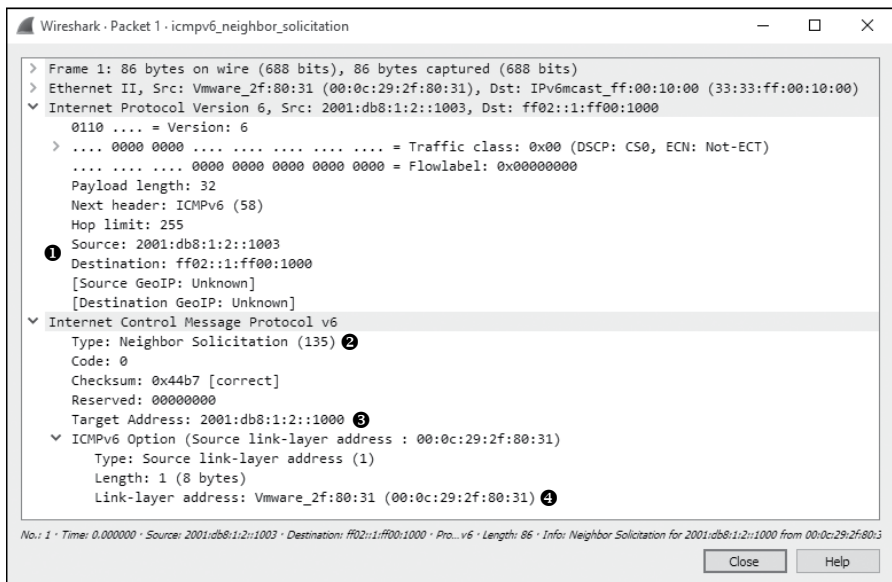 Wireshark · Packet 1 · icmpv6_neighbor_solicitation
> Frame 1: 86 bytes on wire (688 bits), 86 bytes captured (688 bits)
> Ethernet II, Src: Vmware_2f:80:31 (00:0c:29:2f:80:31), Dst: IPv6mcast_ff:00:10:00 (33:33:ff:00:10:00)
Internet Protocol Version 6, Src: 2001:db8:1:2::1003, Dst: ff02::1:ff00:1000
0110 .... = Version: 6
> .... 0000 0000 .... .... .... .... .... = Traffic class: 0x00 (DSCP: CS0, ECN: Not-ECT)
.... .... .... 0000 0000 0000 0000 0000 = Flowlabel: 0x00000000
Payload length: 32
Next header: ICMPv6 (58)
Hop limit: 255
❶ Source: 2001:db8:1:2::1003
Destination: ff02::1:ff00:1000
[Source GeoIP: Unknown]
[Destination GeoIP: Unknown]
Internet Control Message Protocol v6
Type: Neighbor Solicitation (135) ❷
Code: 0
Checksum: 0x44b7 [correct]
Reserved: 00000000
Target Address: 2001:db8:1:2::1000 ❸
ICMPv6 Option (Source link-layer address : 00:0c:29:2f:80:31)
Type: Source link-layer address (1)
Length: 1 (8 bytes)
Link-layer address: Vmware_2f:80:31 (00:0c:29:2f:80:31) ❹
No.: 1 · Time: 0.000000 · Source: 2001:db8:1:2::1003 · Destination: ff02::1:ff00:1000 · Pro...v6 · Length: 86 · Info: Neighbor Solicitation for 2001:db8:1:2::1000 from 00:0c:29:2f:80:3
Close Help